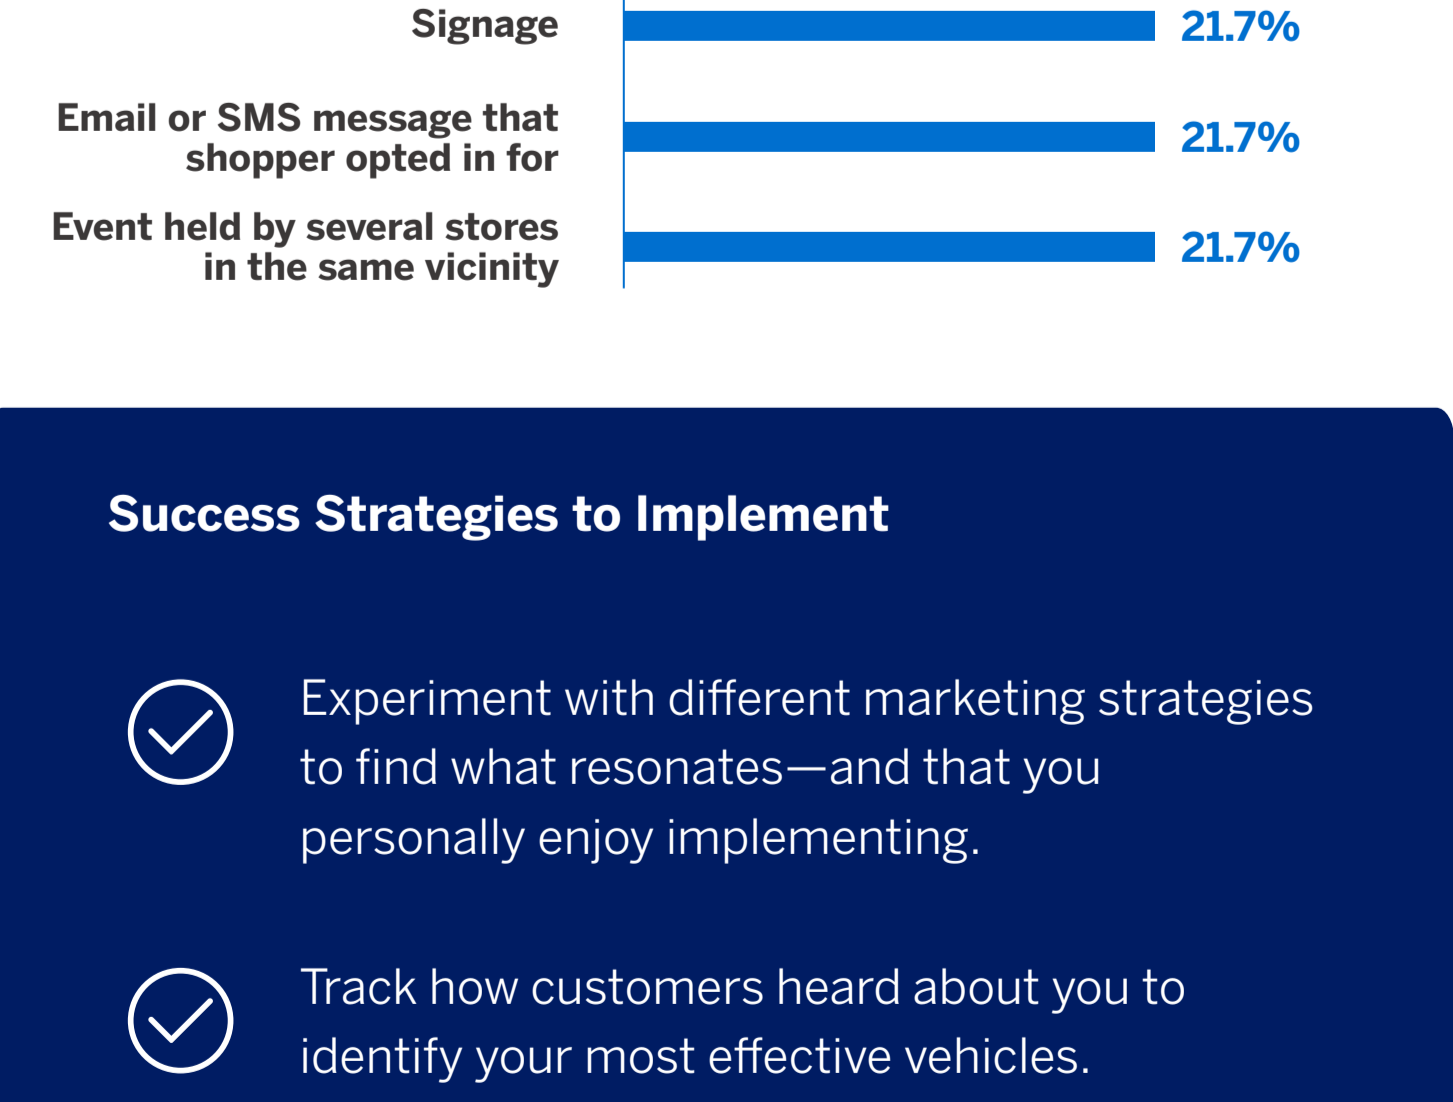 Signage
21.7%
Email or SMS message that
shopper opted in for
21.7%
Event held by several stores
in the same vicinity
21.7%
Success Strategies to Implement
Experiment with different marketing strategies
to find what resonates—and that you
personally enjoy implementing.
Track how customers heard about you to
identify your most effective vehicles.